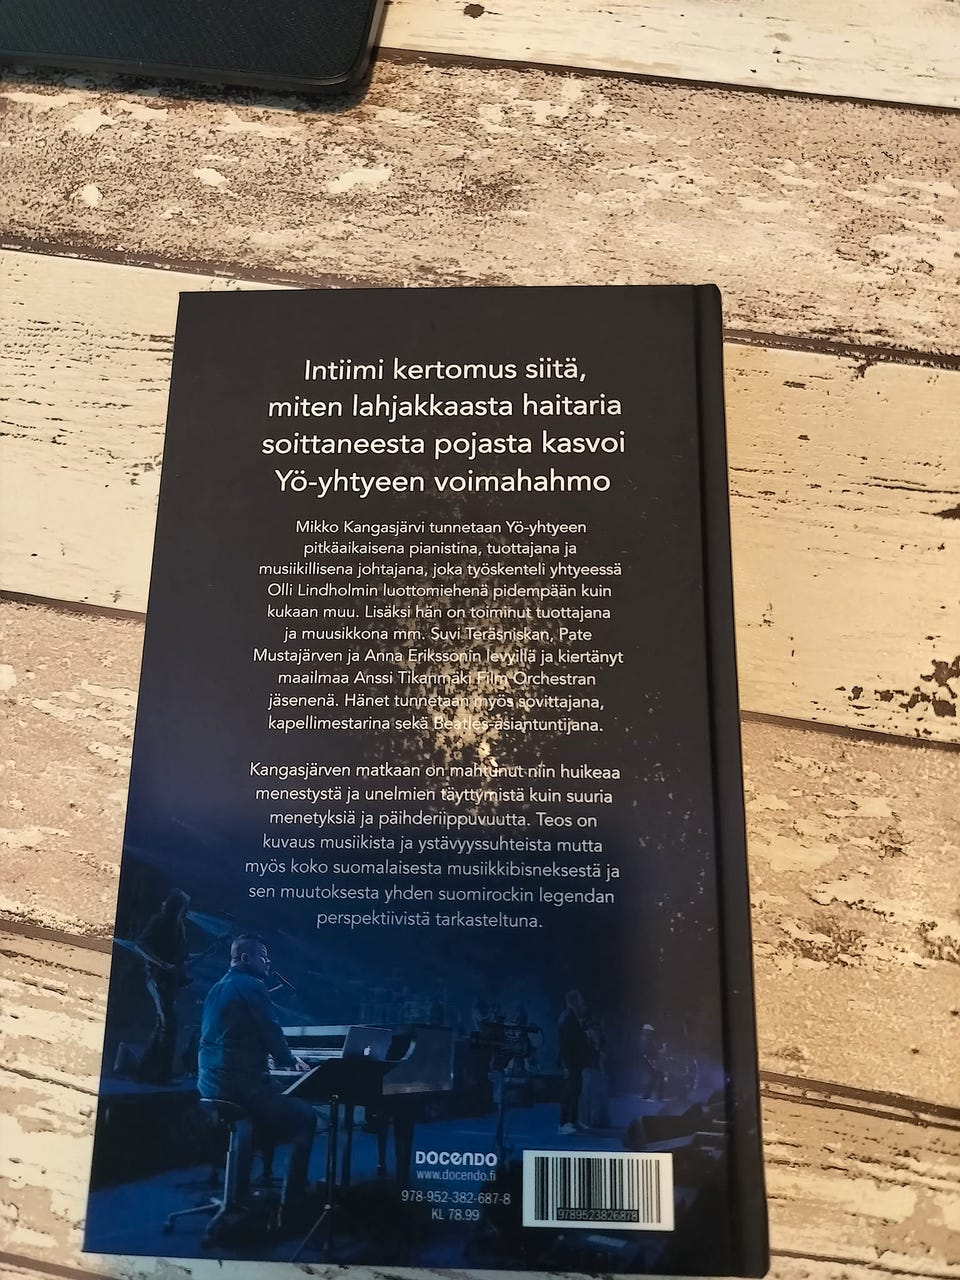 Intiimi kertomus siitä,
miten lahjakkaasta haitaria
soittaneesta pojasta kasvoi
Yö-yhtyeen voimahahmo
Mikko Kangasjärvi tunnetaan Yö-yhtyeen
pitkäaikaisena pianistina, tuottajana ja
musiikillisena johtajana, joka työskenteli yhtyeessä
Olli Lindholmin luottomiehenä pidempään kuin
kukaan muu. Lisäksi hän on toiminut tuottajana
ja muusikkona mm. Suvi Teräsniskan, Pate
Mustajärven ja Anna Erikssonin levyillä ja kiertänyt
maailmaa Anssi Tikanmäki Film Orchestran
jäsenenä. Hänet tunnetaan myös sovittajana,
kapellimestarina sekä Beatles-asiantuntijana.
Kangasjärven matkaan on mahtunut niin huikeaa
menestystä ja unelmien täyttymistä kuin suuria
menetyksiä ja päihderiippuvuutta. Teos on
kuvaus musiikista ja ystävyyssuhteista mutta
myös koko suomalaisesta musiikkibisneksestä ja
sen muutoksesta yhden suomirockin legendan
perspektiivistä tarkasteltuna.
DOCENDO
www.docendo.fi
978-952-382-687-8
KL 78.99
9789523826878